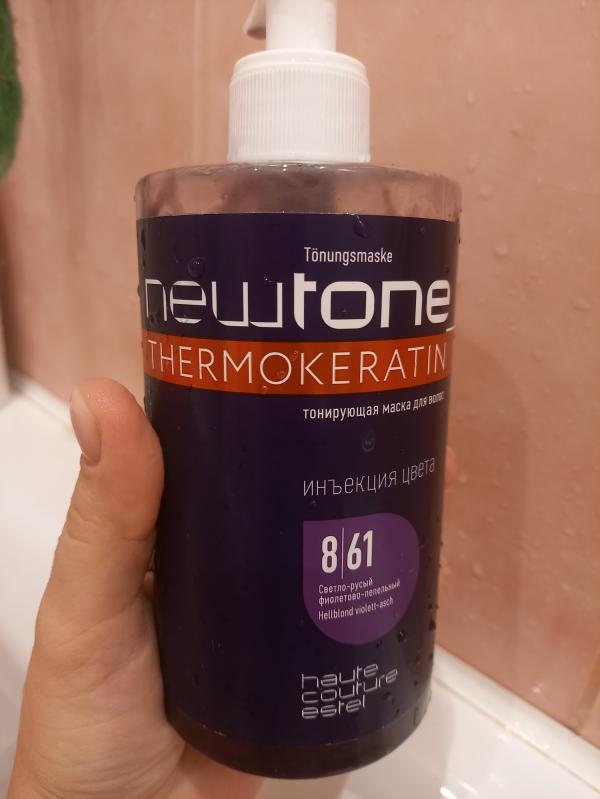 Tönungsmaske
newtone
THERMOKERATIN
тонирующая маска для волос
инъекция цвета
8|61
Светло-русый
фиолетово-пепельный
Hellblond violett-asch
haute
couture
estel